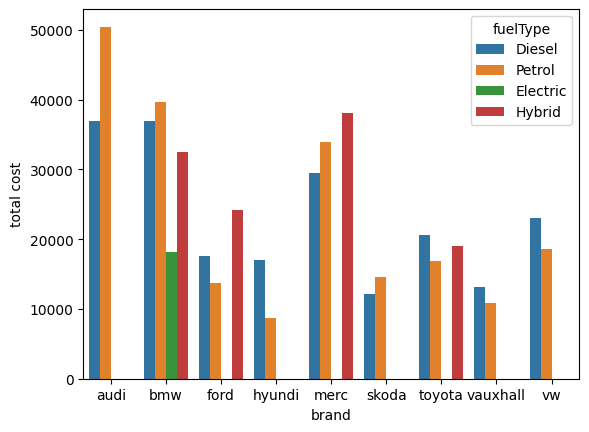 fuelType
Diesel
Petrol
Electric
Hybrid
total cost
50000
40000
30000
20000
10000
0
audi bmw ford hyundi merc skoda toyota vauxhall vw
brand